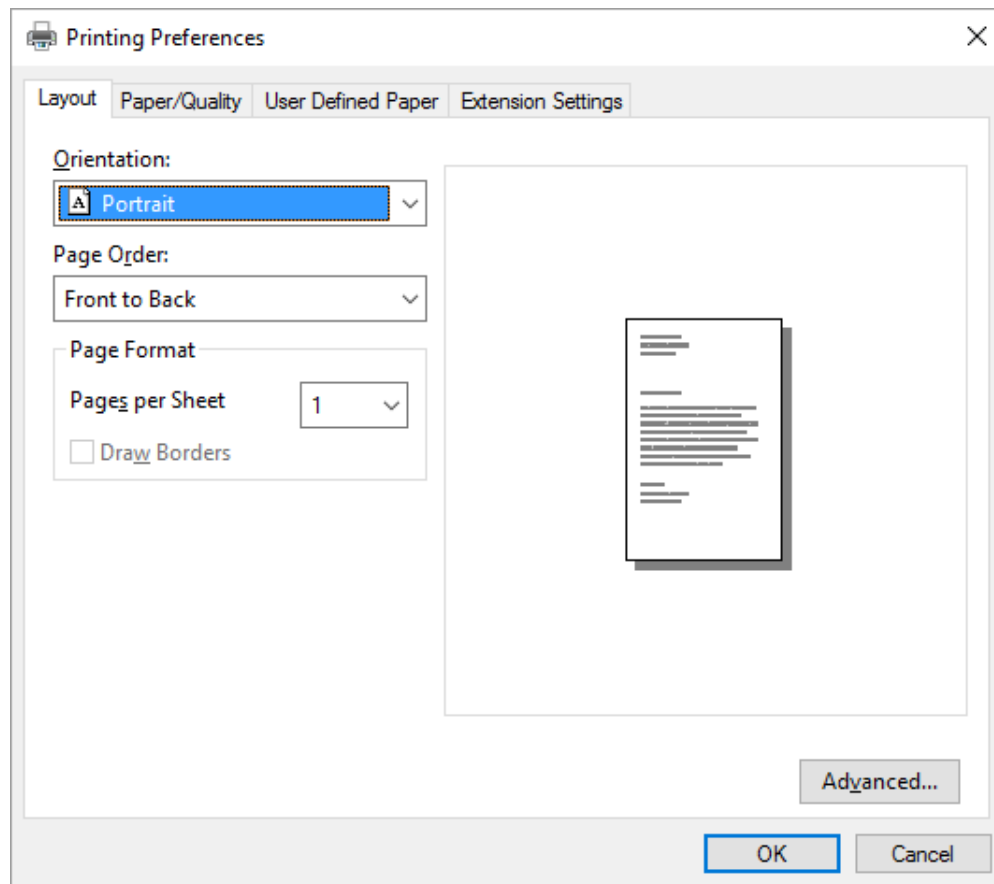 Printing Preferences
Layout Paper/Quality User Defined Paper Extension Settings
Orientation:
A Portrait
Page Order:
Front to Back
Page Format
Pages per Sheet 1
Draw Borders
Advanced...
OK Cancel